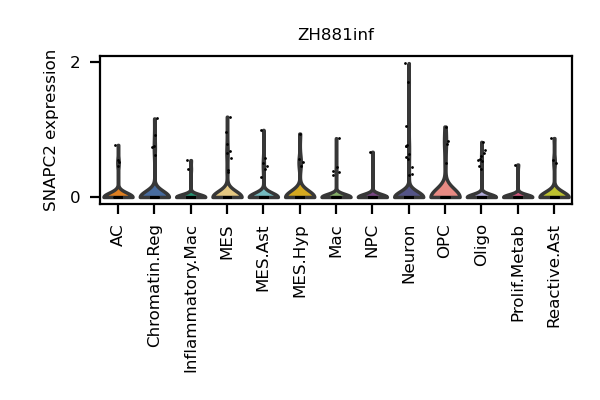 ZH881inf
SNAPC2 expression
2
0
AC
Chromatin.Reg
Inflammatory.Mac
MES
MES.Ast
MES.Hyp
Mac
NPC
Neuron
OPC
Oligo
Prolif.Metab
Reactive.Ast